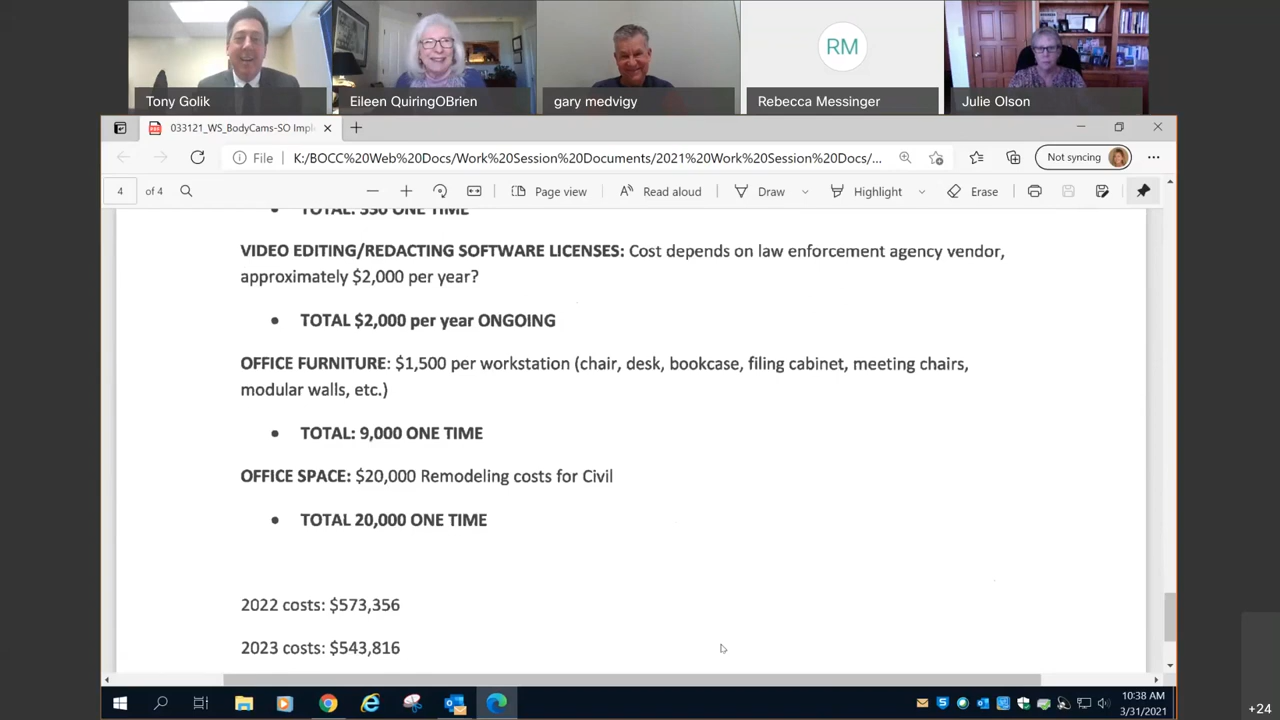 Tony Golik
Eileen QuiringOBrien
gary medvigy
RM
Rebecca Messinger
Julie Olson
033121_WS_BodyCams-SO Imple
File K:/BOCC%20Web%20Docs/Work%20Session%20Documents/2021%20Work%20Session%20Docs/...
Not syncing
4 of 4
Page view
Read aloud
Draw
Highlight
Erase
TOTAL: 350 ONE TIME
VIDEO EDITING/REDACTING SOFTWARE LICENSES: Cost depends on law enforcement agency vendor,
approximately $2,000 per year?
• TOTAL $2,000 per year ONGOING
OFFICE FURNITURE: $1,500 per workstation (chair, desk, bookcase, filing cabinet, meeting chairs,
modular walls, etc.)
• TOTAL: 9,000 ONE TIME
OFFICE SPACE: $20,000 Remodeling costs for Civil
• TOTAL 20,000 ONE TIME
2022 costs: $573,356
2023 costs: $543,816
10:38 AM
3/31/2021
+24